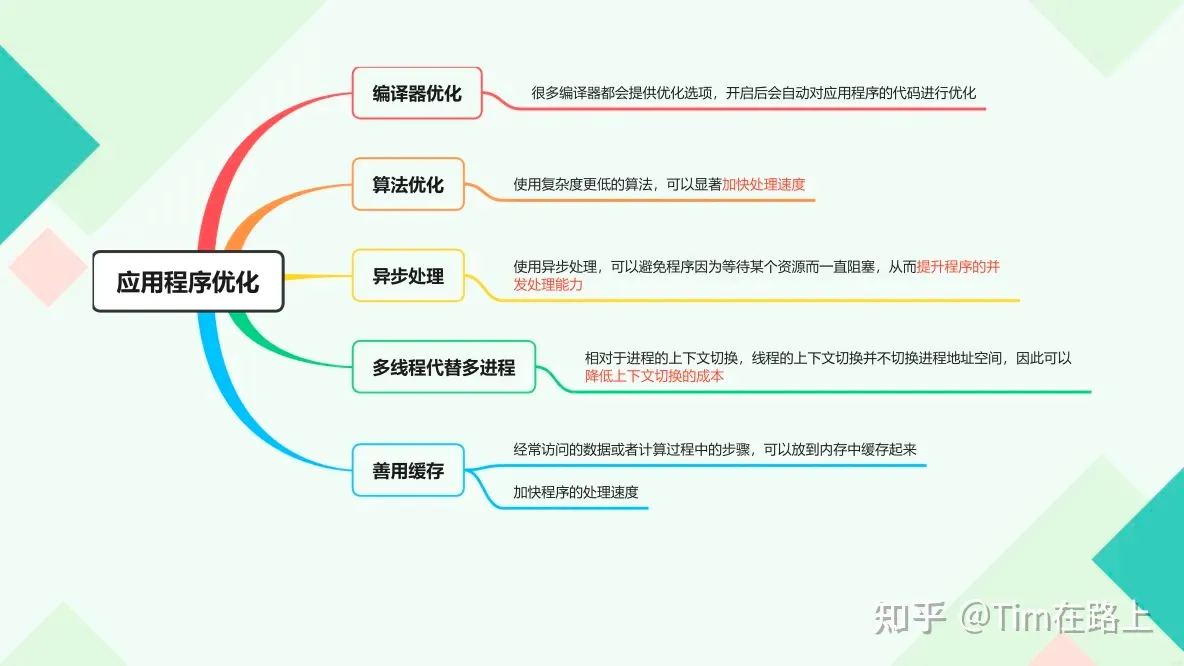 编译器优化
很多编译器都会提供优化选项，开启后会自动对应用程序的代码进行优化
算法优化
使用复杂度更低的算法，可以显著加快处理速度
应用程序优化
异步处理
使用异步处理，可以避免程序因为等待某个资源而一直阻塞，从而提升程序的并
发处理能力
多线程代替多进程
相对于进程的上下文切换，线程的上下文切换并不切换进程地址空间，因此可以
降低上下文切换的成本
善用缓存
经常访问的数据或者计算过程中的步骤，可以放到内存中缓存起来
加快程序的处理速度
知乎 @Tim在路上